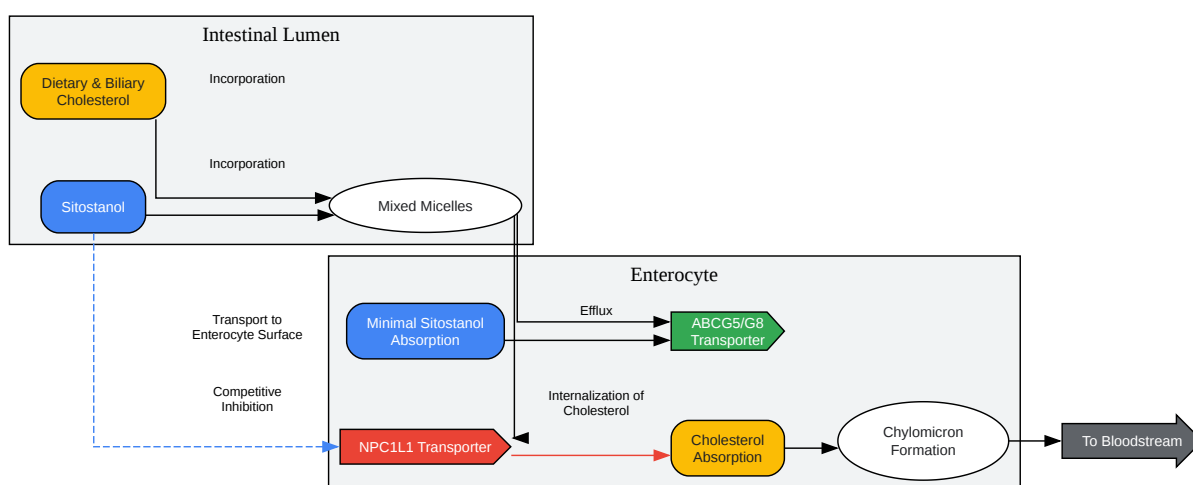 Intestinal Lumen
Dietary & Biliary
Cholesterol
Incorporation
Incorporation
Sitostanol
Mixed Micelles
Enterocyte
Transport to
Enterocyte Surface
Minimal Sitostanol
Absorption
Efflux
ABCG5/G8
Transporter
Competitive
Inhibition
Internalization of
Cholesterol
NPC1L1 Transporter
Cholesterol
Absorption
Chylomicron
Formation
To Bloodstream